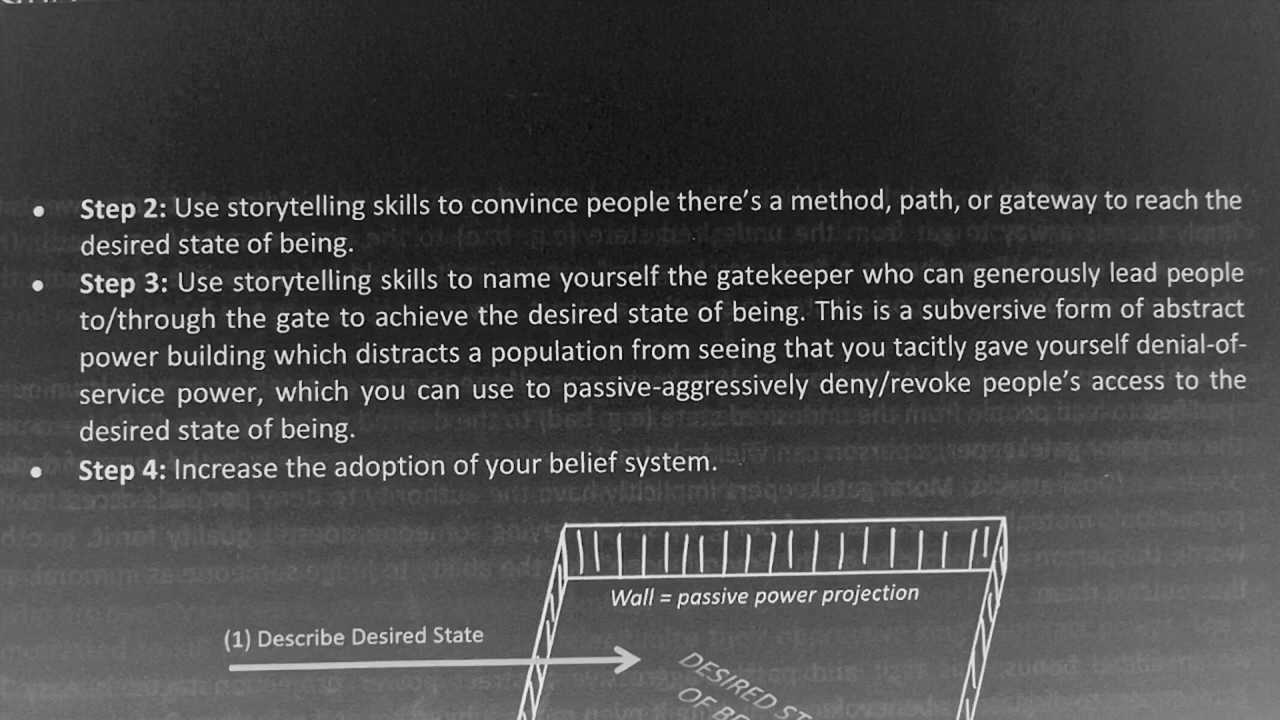 • Step 2: Use storytelling skills to convince people there's a method, path, or gateway to reach the
desired state of being.
• Step 3: Use storytelling skills to name yourself the gatekeeper who can generously lead people
to/through the gate to achieve the desired state of being. This is a subversive form of abstract
power building which distracts a population from seeing that you tacitly gave yourself denial-of-
service power, which you can use to passive-aggressively deny/revoke people's access to the
desired state of being.
• Step 4: Increase the adoption of your belief system.
Wall = passive power projection
(1) Describe Desired State
DESIRED
OF